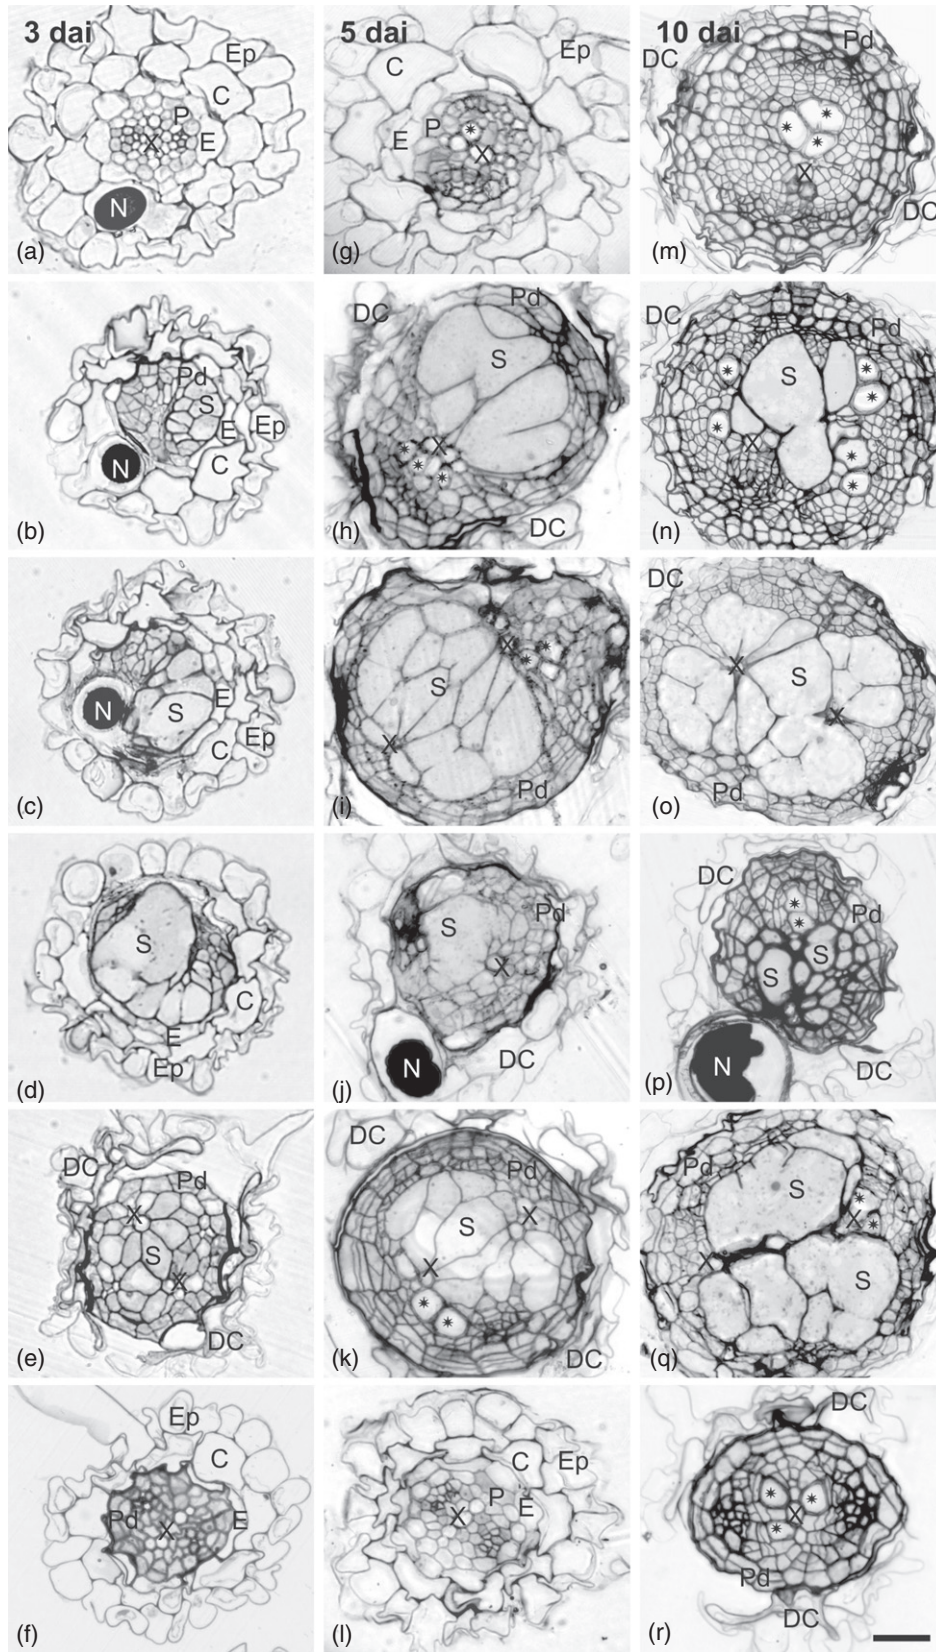 3 dai
Ep
C
P
X
E
N
(a)
5 dai
Ep
C
P
E
X
(g)
10 dai
Pd
DC
X
DC
(m)
Pd
S
E
Ep
C
N
(b)
Pd
DC
S
X
DC
(h)
DC
Pd
S
X
(n)
E
N
S
Ep
C
(c)
X
S
X
Pd
(i)
DC
X
S
X
Pd
(o)
S
C
E
Ep
(d)
S
Pd
X
DC
N
(j)
DC
Pd
S
S
N
DC
(p)
DC
Pd
X
S
X
DC
(e)
DC
Pd
S
X
X
DC
(k)
Pd
S
X
X
S
(q)
Ep
C
Pd
X
E
(f)
C
Ep
P
E
X
(l)
DC
X
Pd
DC
(r)